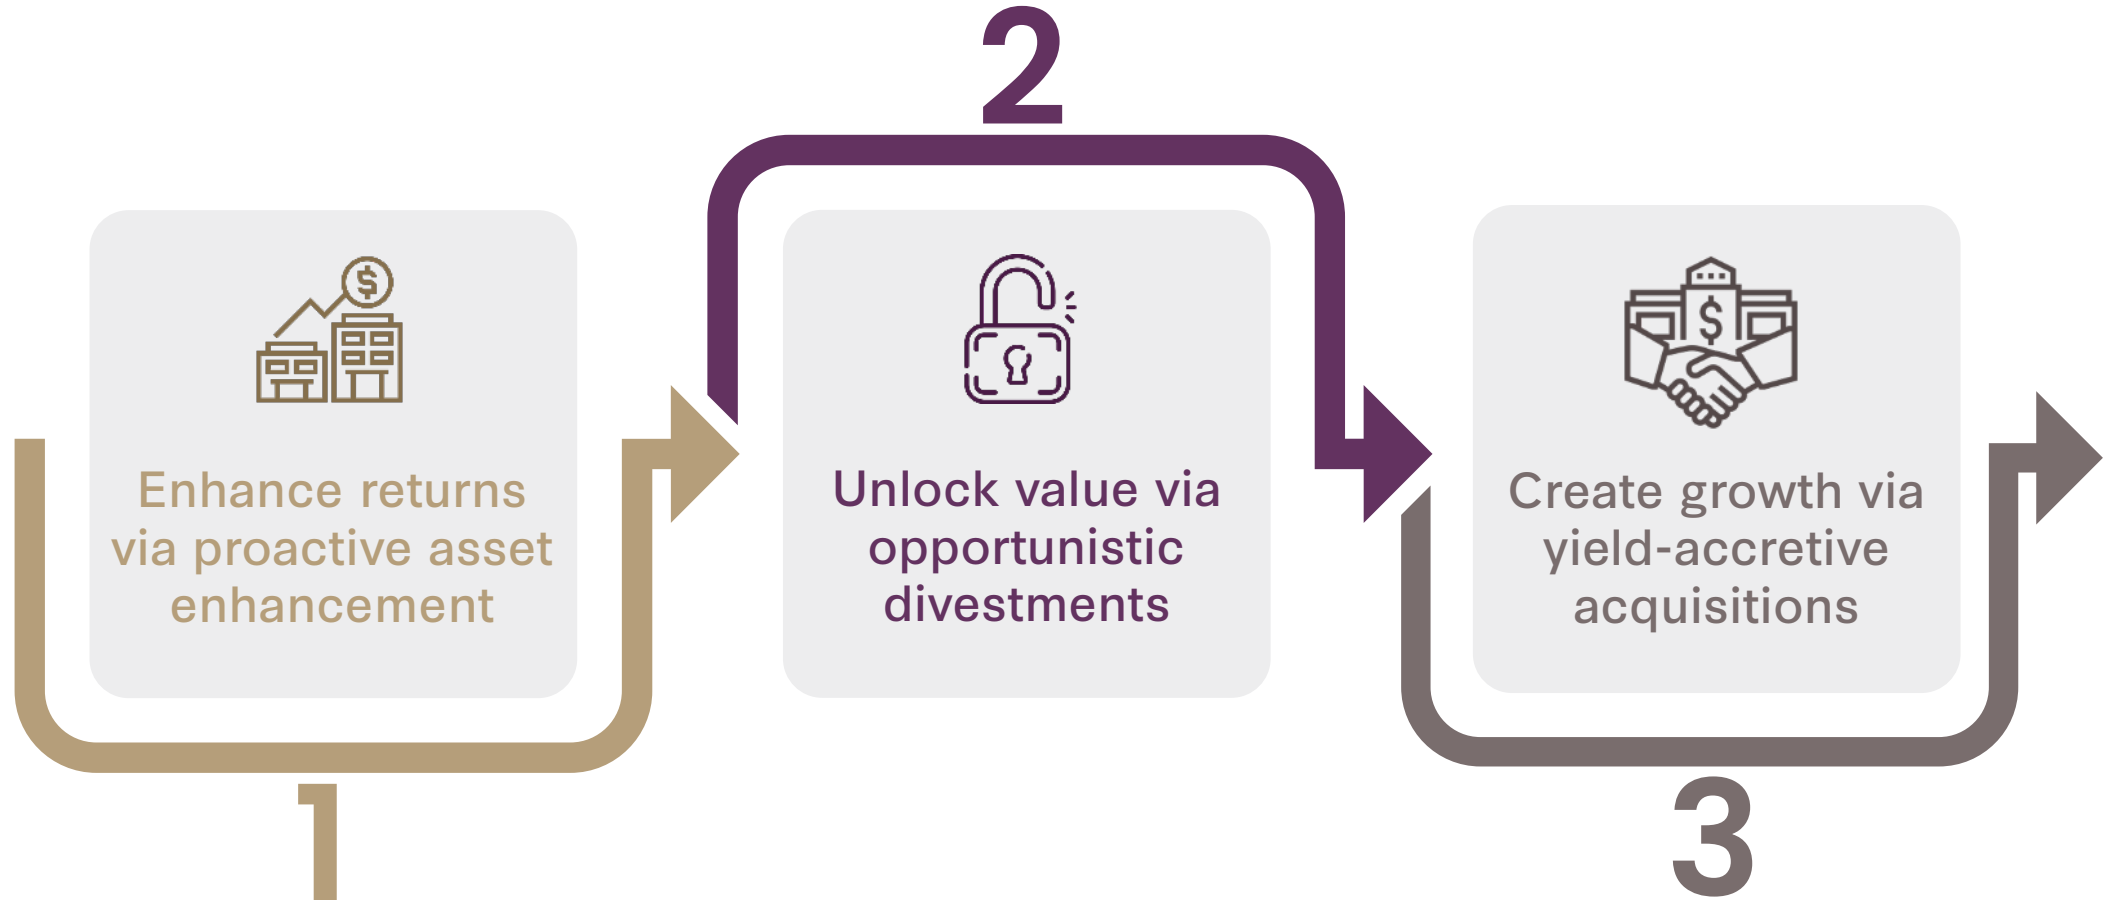 1
Enhance returns
via proactive asset
enhancement
2
Unlock value via
opportunistic
divestments
3
Create growth via
yield-accretive
acquisitions
$
$